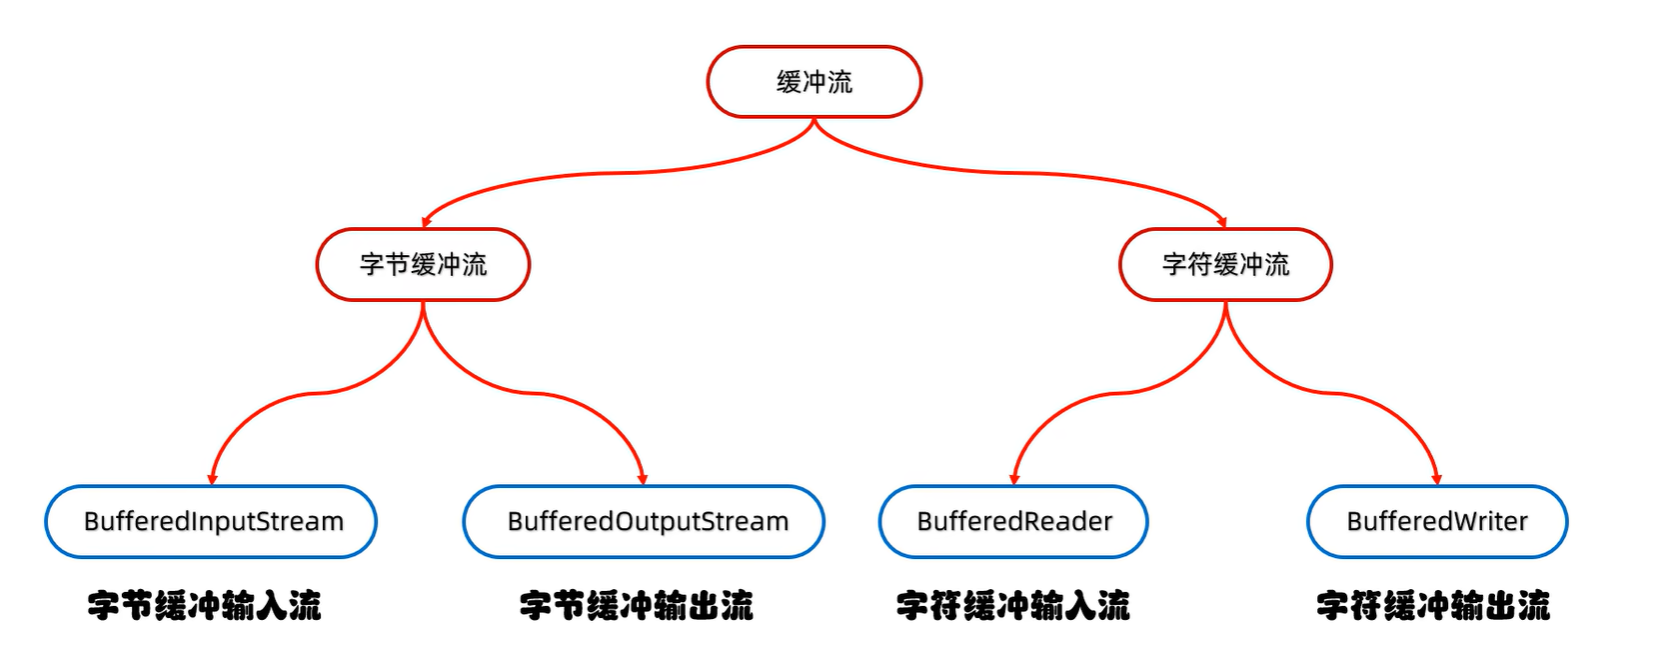 缓冲流
字节缓冲流
字符缓冲流
BufferedInputStream
BufferedOutputStream
BufferedReader
BufferedWriter
字节缓冲输入流
字节缓冲输出流
字符缓冲输入流
字符缓冲输出流